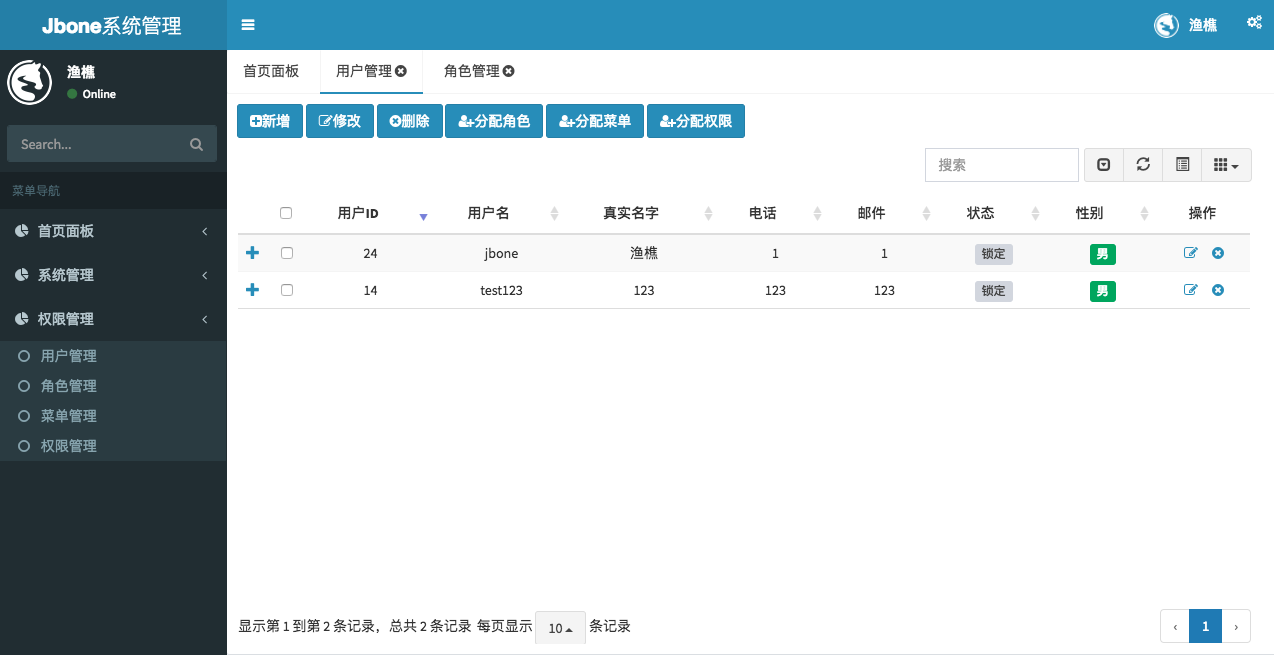 Jbone系统管理
渔樵
渔樵
Online
Search...
菜单导航
首页面板
系统管理
权限管理
用户管理
角色管理
菜单管理
权限管理
首页面板 用户管理 角色管理
新增 修改 删除 分配角色 分配菜单 分配权限
搜索
用户ID 用户名 真实名字 电话 邮件 状态 性别 操作
24 jbone 渔樵 1 1 锁定 男
14 test123 123 123 123 锁定 男
显示第 1 到第 2 条记录，总共 2 条记录 每页显示 10 条记录
‹ 1 ›